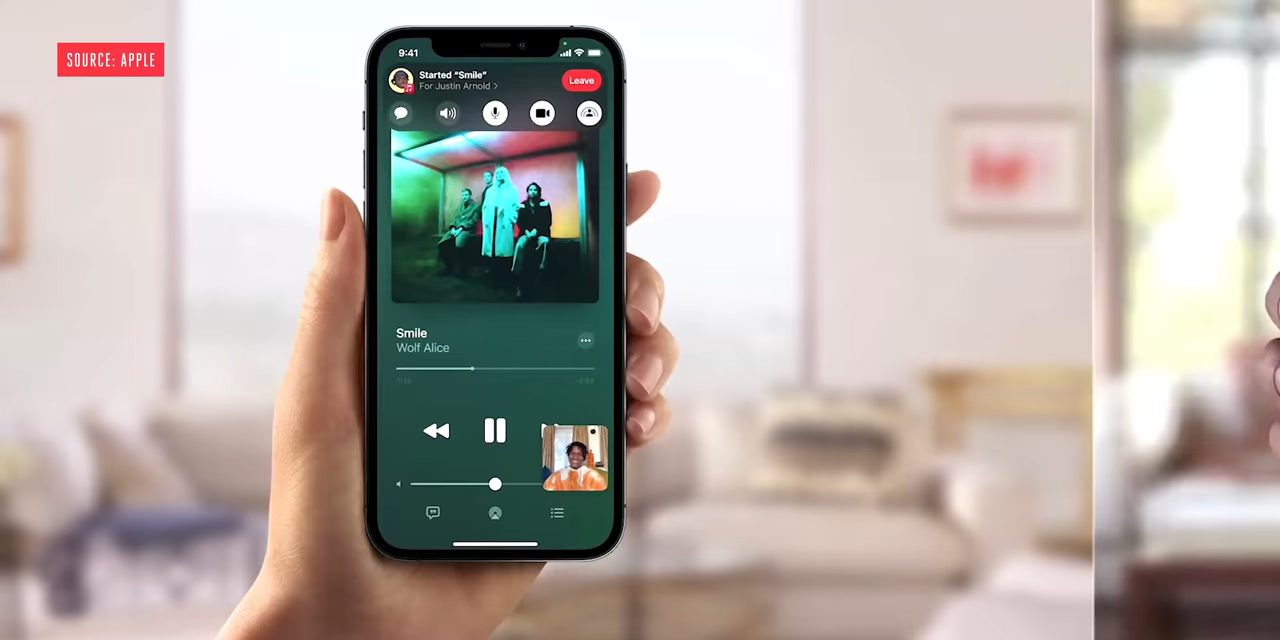 SOURCE: APPLE
9:41
Started “Smile”
For Justin Arnold >
Leave
Smile
Wolf Alice